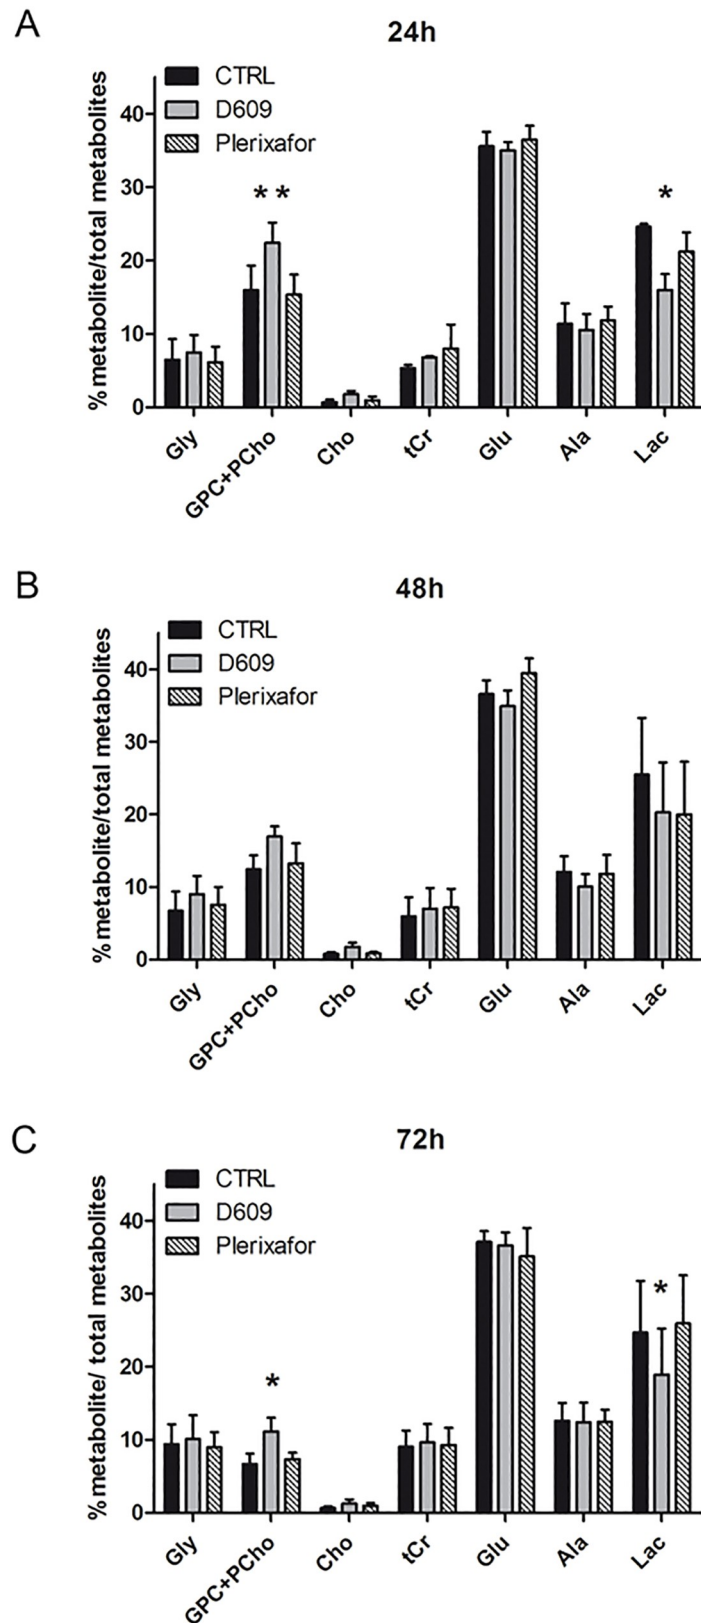 A
24h
CTRL
D609
Plerixafor
% metabolite/total metabolites
40
30
20
10
0
* *
*
Gly
GPC+PCho
Cho
tCr
Glu
Ala
Lac
B
48h
CTRL
D609
Plerixafor
% metabolite/total metabolites
40
30
20
10
0
Gly
GPC+PCho
Cho
tCr
Glu
Ala
Lac
C
72h
CTRL
D609
Plerixafor
% metabolite/ total metabolites
40
30
20
10
0
*
*
Gly
GPC+PCho
Cho
tCr
Glu
Ala
Lac